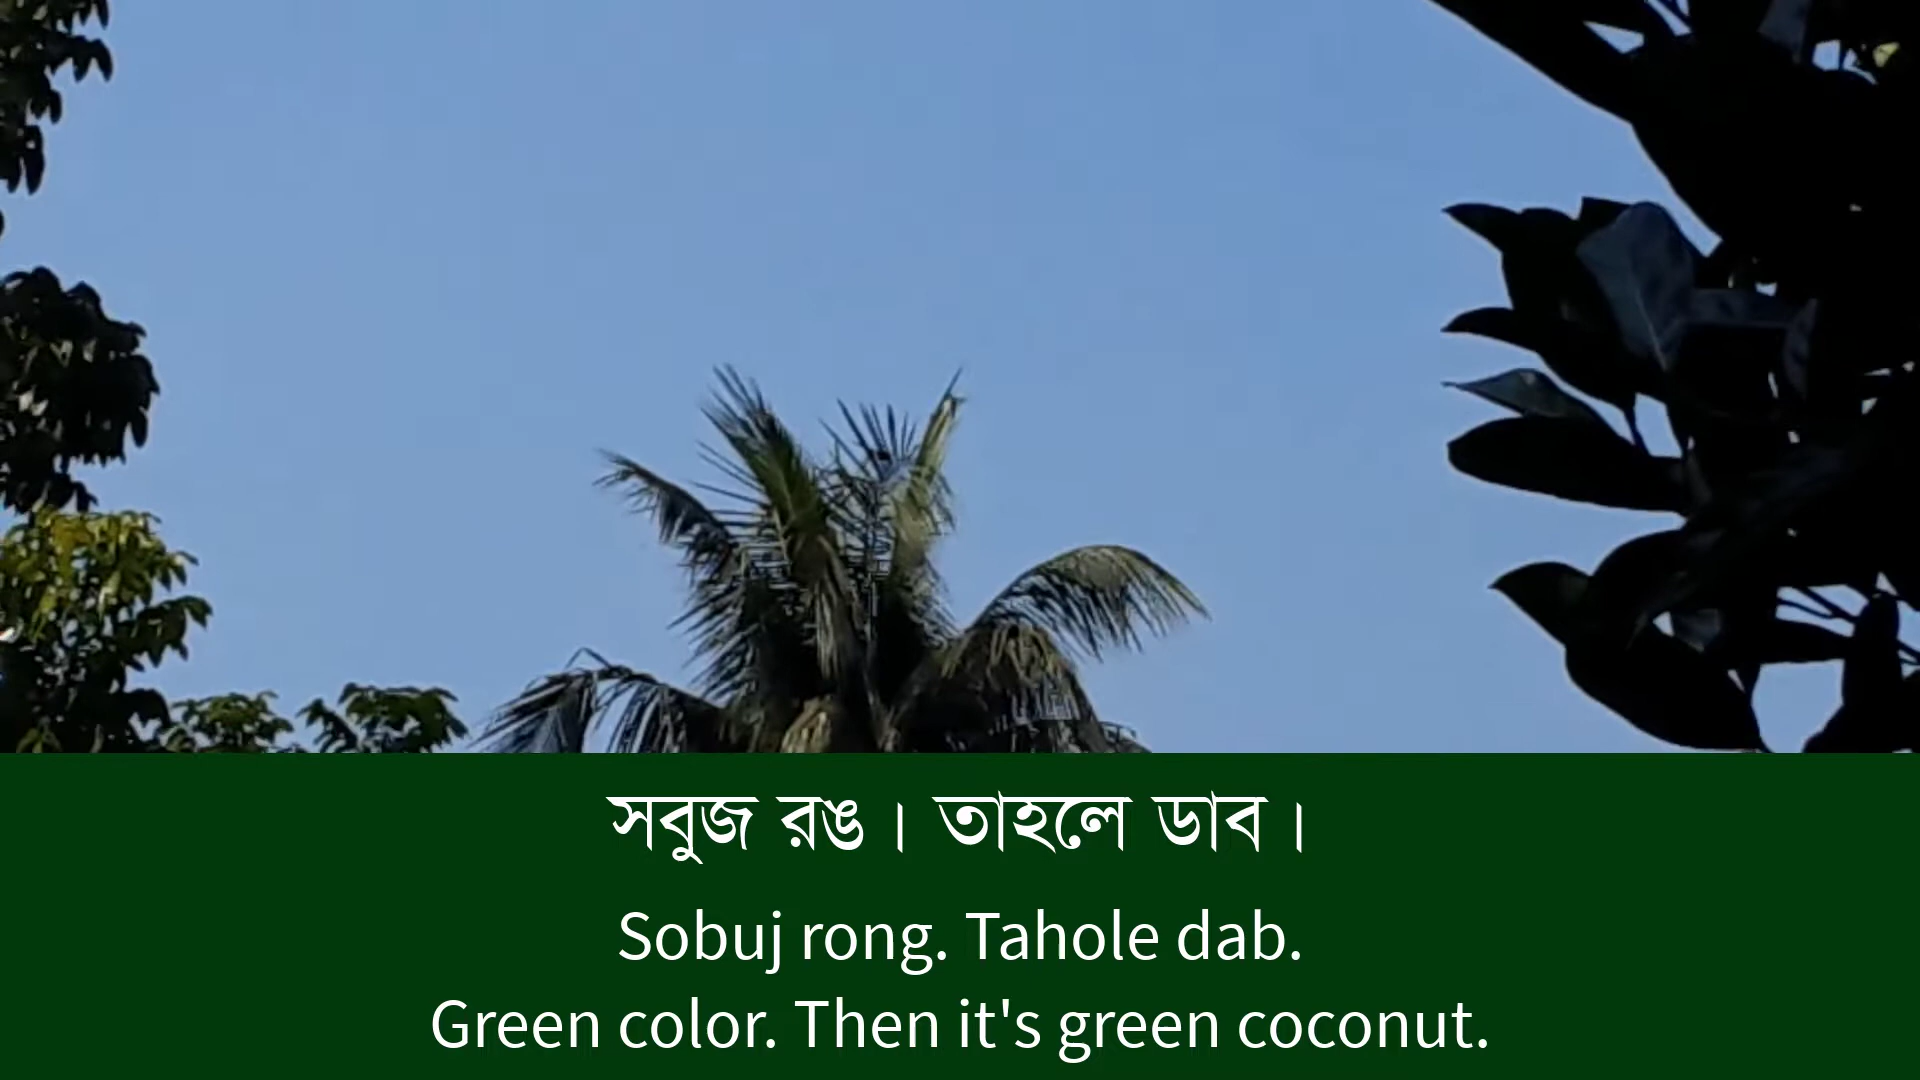 সবুজ রঙ। তাহলে ডাব।
Sobuj rong. Tahole dab.
Green color. Then it's green coconut.